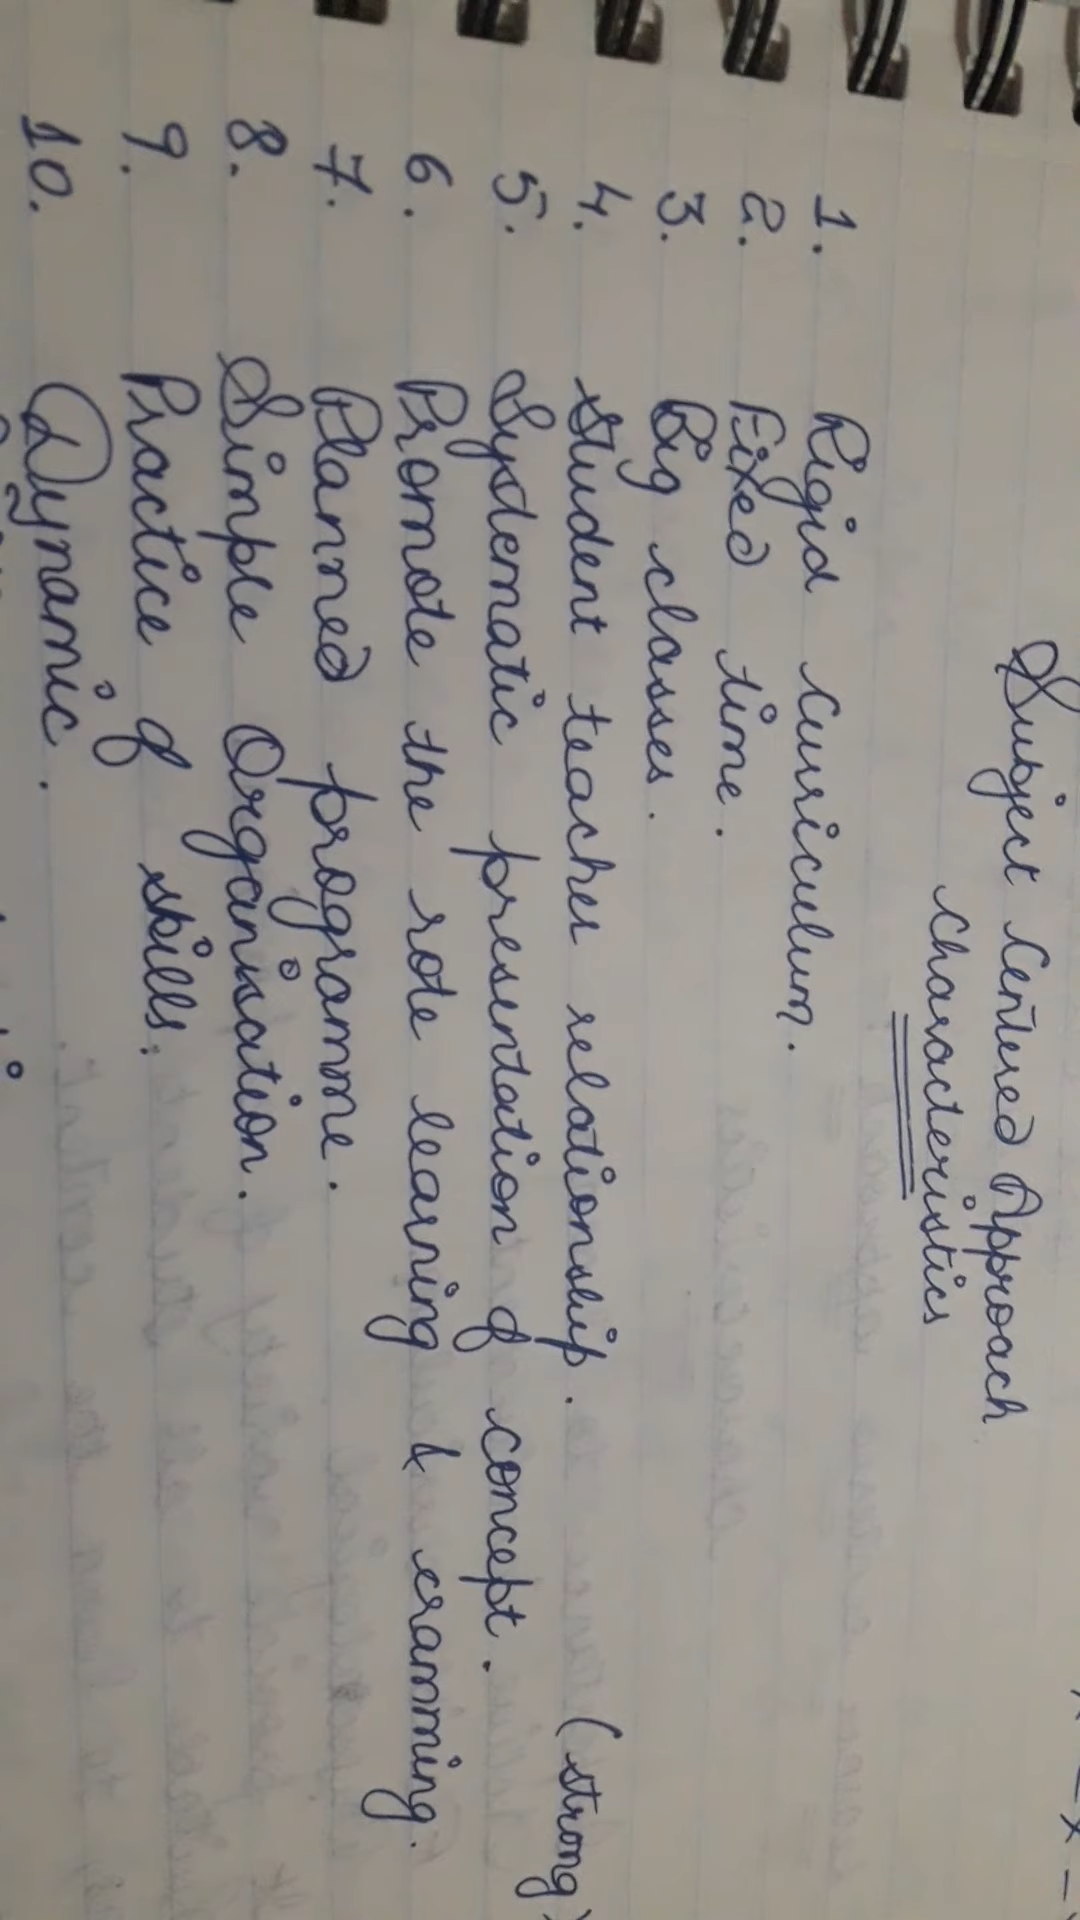 Subject Centered Approach
characteristics
1. Rigid curriculum.
2. Fixed time.
3. Big classes.
4. Student teacher relationship. (strong)
5. Systematic presentation of concept.
6. Promote the rote learning & cramming.
7. Planned programme.
8. Simple Organisation.
9. Practice of skills.
10. Dynamic.